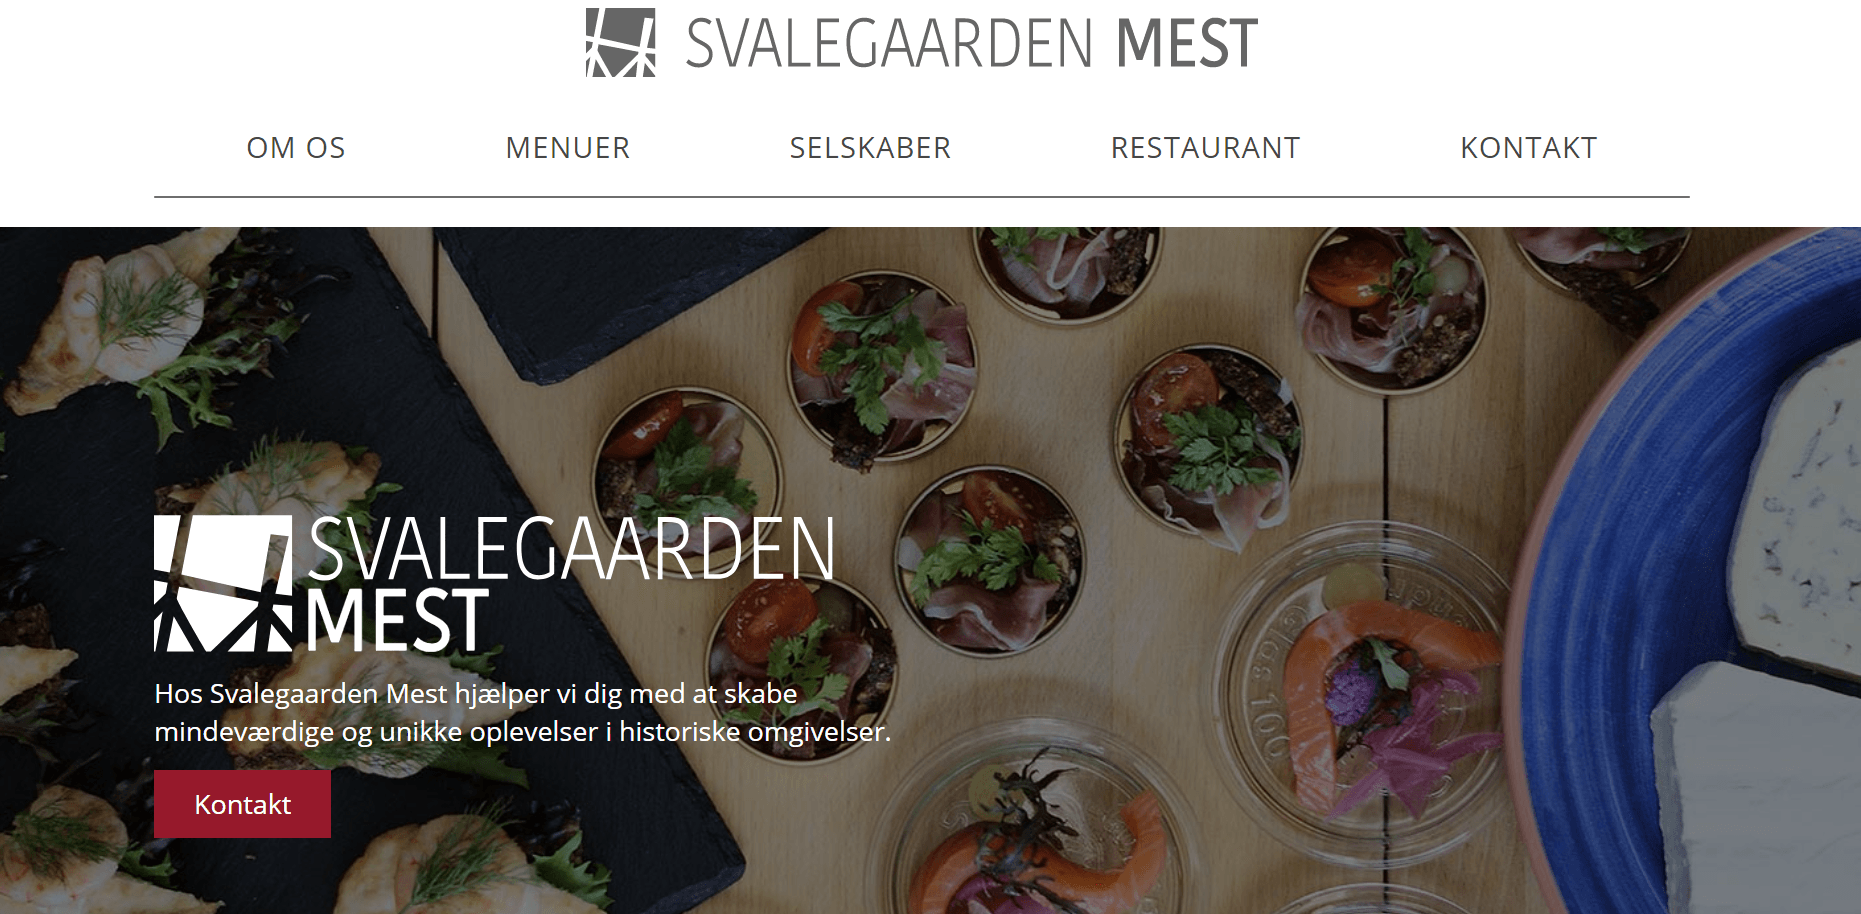 SVALEGAARDEN MEST
OM OS
MENUER
SELSKABER
RESTAURANT
KONTAKT
SVALEGAARDEN
MEST
Hos Svalegaarden Mest hjælper vi dig med at skabe
mindeværdige og unikke oplevelser i historiske omgivelser.
Kontakt